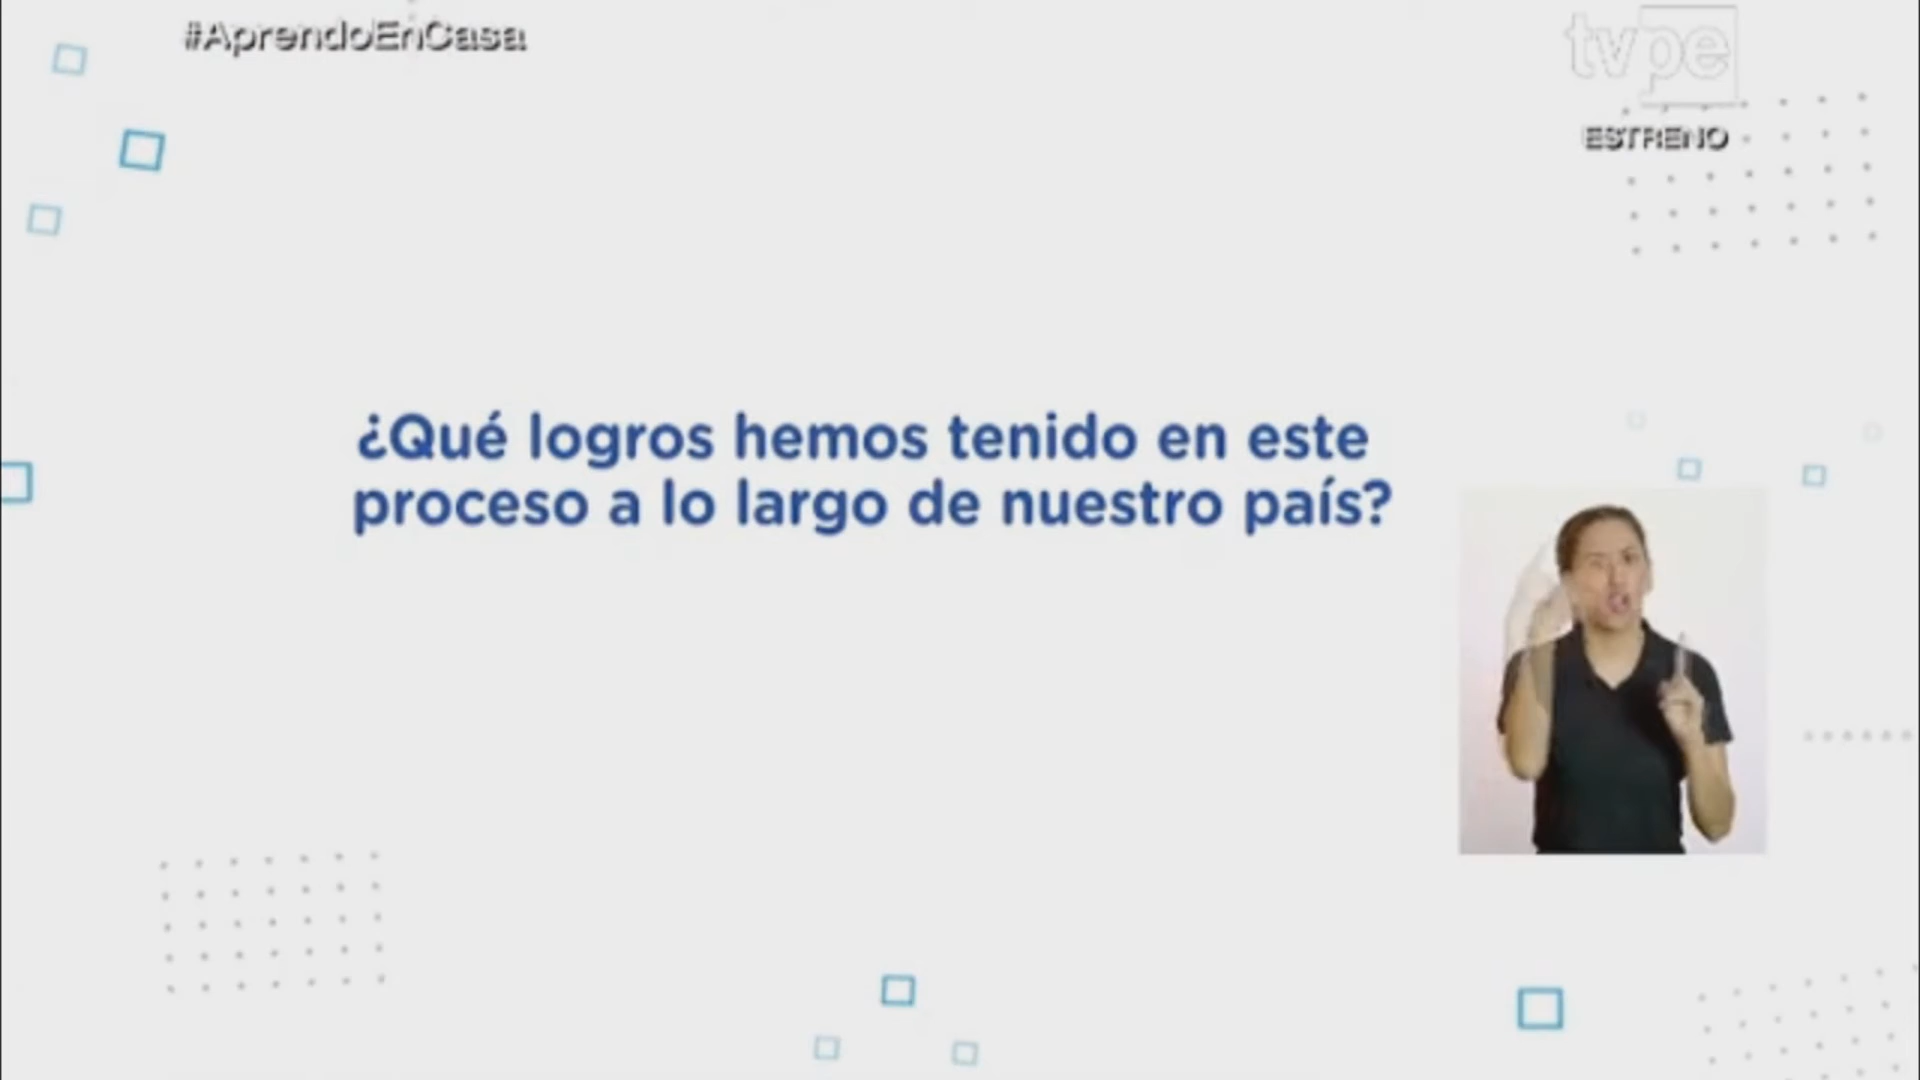 #AprendoEnCasa
tvpe
ESTRENO
¿Qué logros hemos tenido en este
proceso a lo largo de nuestro país?